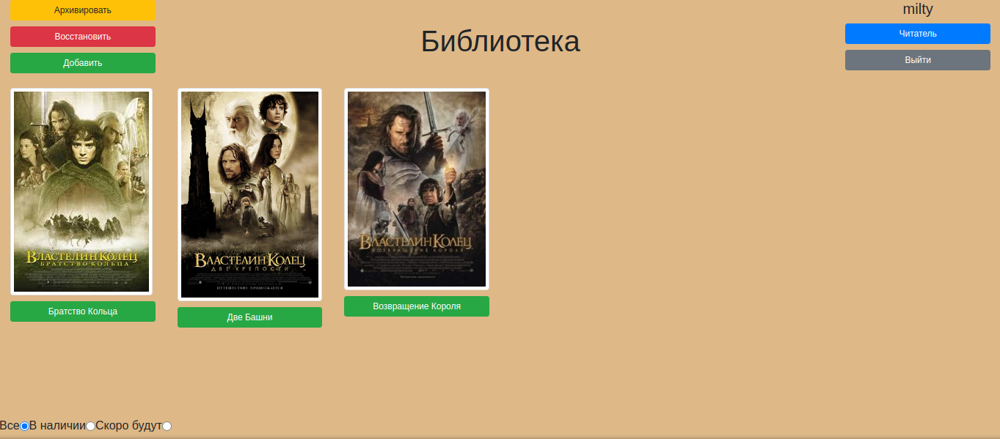 Архивировать
Восстановить
Добавить
Библиотека
milty
Читатель
Выйти
ВЛАСТЕЛИН КОЛЕЦ
БРАТСТВО КОЛЬЦА
Братство Кольца
ВЛАСТЕЛИН КОЛЕЦ
ДВЕ КРЕПОСТИ
ПУТЕШЕСТВИЕ ПРОДОЛЖАЕТСЯ
Две Башни
ВЛАСТЕЛИН КОЛЕЦ
ВОЗВРАЩЕНИЕ КОРОЛЯ
Возвращение Короля
Все В наличии Скоро будут